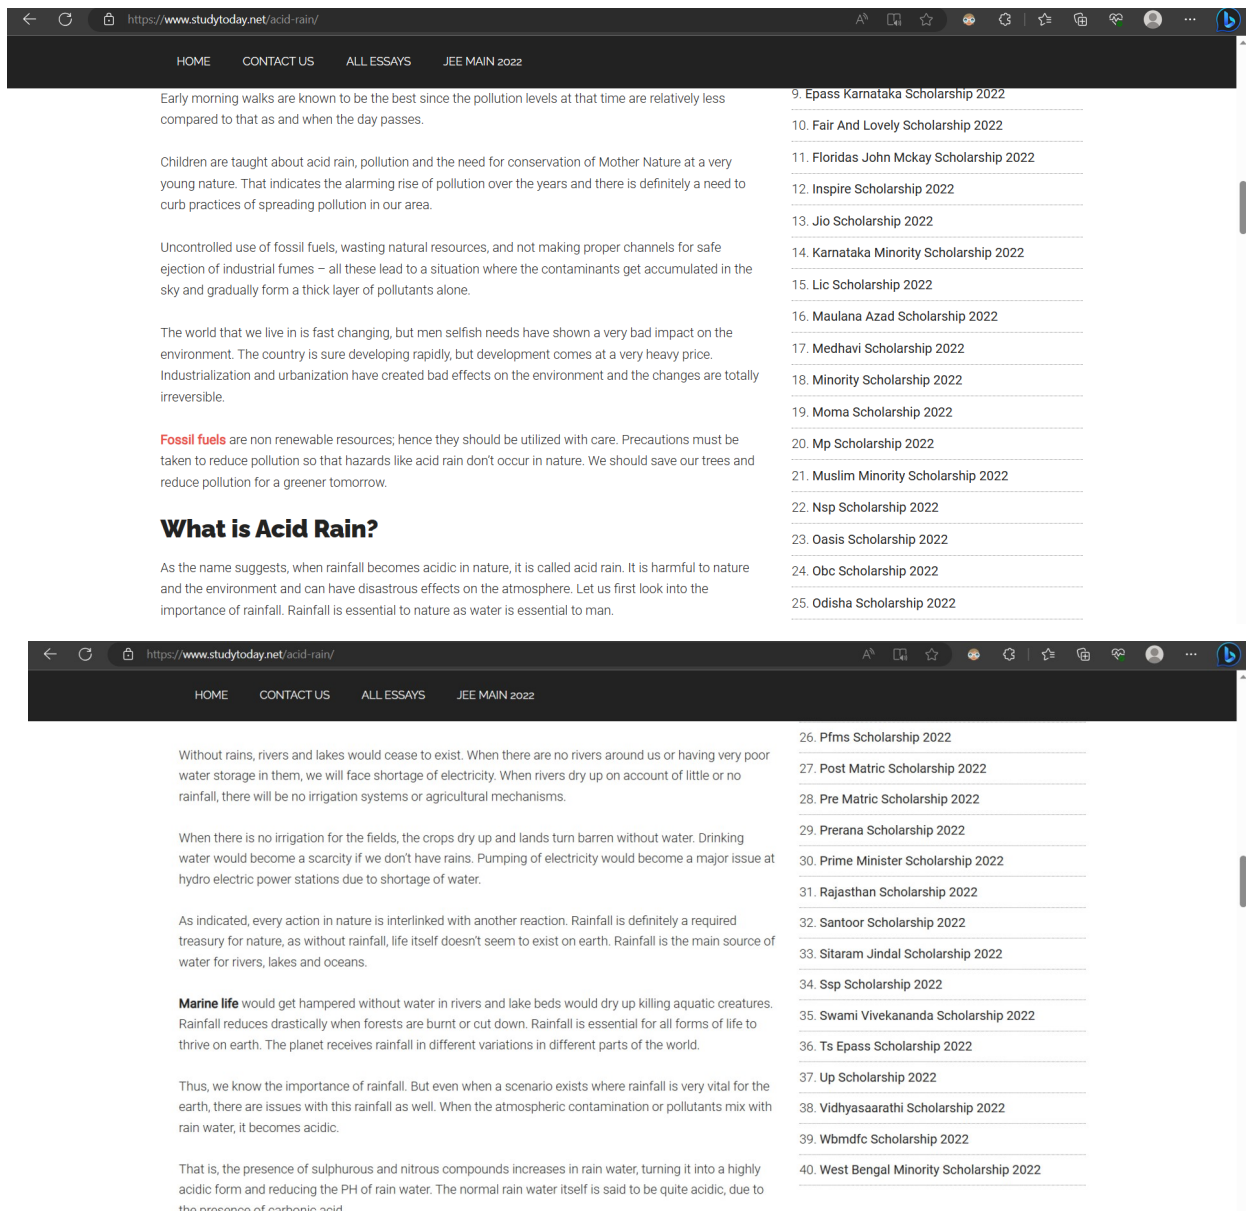 https://www.studytoday.net/acid-rain/
HOME CONTACT US ALL ESSAYS JEE MAIN 2022
Early morning walks are known to be the best since the pollution levels at that time are relatively less
compared to that as and when the day passes.
Children are taught about acid rain, pollution and the need for conservation of Mother Nature at a very
young nature. That indicates the alarming rise of pollution over the years and there is definitely a need to
curb practices of spreading pollution in our area.
Uncontrolled use of fossil fuels, wasting natural resources, and not making proper channels for safe
ejection of industrial fumes – all these lead to a situation where the contaminants get accumulated in the
sky and gradually form a thick layer of pollutants alone.
The world that we live in is fast changing, but men selfish needs have shown a very bad impact on the
environment. The country is sure developing rapidly, but development comes at a very heavy price.
Industrialization and urbanization have created bad effects on the environment and the changes are totally
irreversible.
Fossil fuels are non renewable resources; hence they should be utilized with care. Precautions must be
taken to reduce pollution so that hazards like acid rain don't occur in nature. We should save our trees and
reduce pollution for a greener tomorrow.
What is Acid Rain?
As the name suggests, when rainfall becomes acidic in nature, it is called acid rain. It is harmful to nature
and the environment and can have disastrous effects on the atmosphere. Let us first look into the
importance of rainfall. Rainfall is essential to nature as water is essential to man.
9. Epass Karnataka Scholarship 2022
10. Fair And Lovely Scholarship 2022
11. Floridas John Mckay Scholarship 2022
12. Inspire Scholarship 2022
13. Jio Scholarship 2022
14. Karnataka Minority Scholarship 2022
15. Lic Scholarship 2022
16. Maulana Azad Scholarship 2022
17. Medhavi Scholarship 2022
18. Minority Scholarship 2022
19. Moma Scholarship 2022
20. Mp Scholarship 2022
21. Muslim Minority Scholarship 2022
22. Nsp Scholarship 2022
23. Oasis Scholarship 2022
24. Obc Scholarship 2022
25. Odisha Scholarship 2022
https://www.studytoday.net/acid-rain/
HOME CONTACT US ALL ESSAYS JEE MAIN 2022
Without rains, rivers and lakes would cease to exist. When there are no rivers around us or having very poor
water storage in them, we will face shortage of electricity. When rivers dry up on account of little or no
rainfall, there will be no irrigation systems or agricultural mechanisms.
When there is no irrigation for the fields, the crops dry up and lands turn barren without water. Drinking
water would become a scarcity if we don't have rains. Pumping of electricity would become a major issue at
hydro electric power stations due to shortage of water.
As indicated, every action in nature is interlinked with another reaction. Rainfall is definitely a required
treasury for nature, as without rainfall, life itself doesn't seem to exist on earth. Rainfall is the main source of
water for rivers, lakes and oceans.
Marine life would get hampered without water in rivers and lake beds would dry up killing aquatic creatures.
Rainfall reduces drastically when forests are burnt or cut down. Rainfall is essential for all forms of life to
thrive on earth. The planet receives rainfall in different variations in different parts of the world.
Thus, we know the importance of rainfall. But even when a scenario exists where rainfall is very vital for the
earth, there are issues with this rainfall as well. When the atmospheric contamination or pollutants mix with
rain water, it becomes acidic.
That is, the presence of sulphurous and nitrous compounds increases in rain water, turning it into a highly
acidic form and reducing the PH of rain water. The normal rain water itself is said to be quite acidic, due to
the presence of carbonic acid.
26. Pfms Scholarship 2022
27. Post Matric Scholarship 2022
28. Pre Matric Scholarship 2022
29. Prerana Scholarship 2022
30. Prime Minister Scholarship 2022
31. Rajasthan Scholarship 2022
32. Santoor Scholarship 2022
33. Sitaram Jindal Scholarship 2022
34. Ssp Scholarship 2022
35. Swami Vivekananda Scholarship 2022
36. Ts Epass Scholarship 2022
37. Up Scholarship 2022
38. Vidhyasaarathi Scholarship 2022
39. Wbmdfc Scholarship 2022
40. West Bengal Minority Scholarship 2022